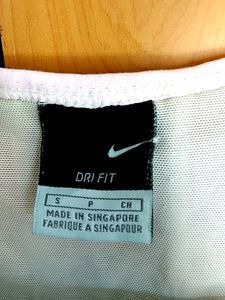 DRI FIT
S P CH
MADE IN SINGAPORE
FABRIQUE A SINGAPOUR